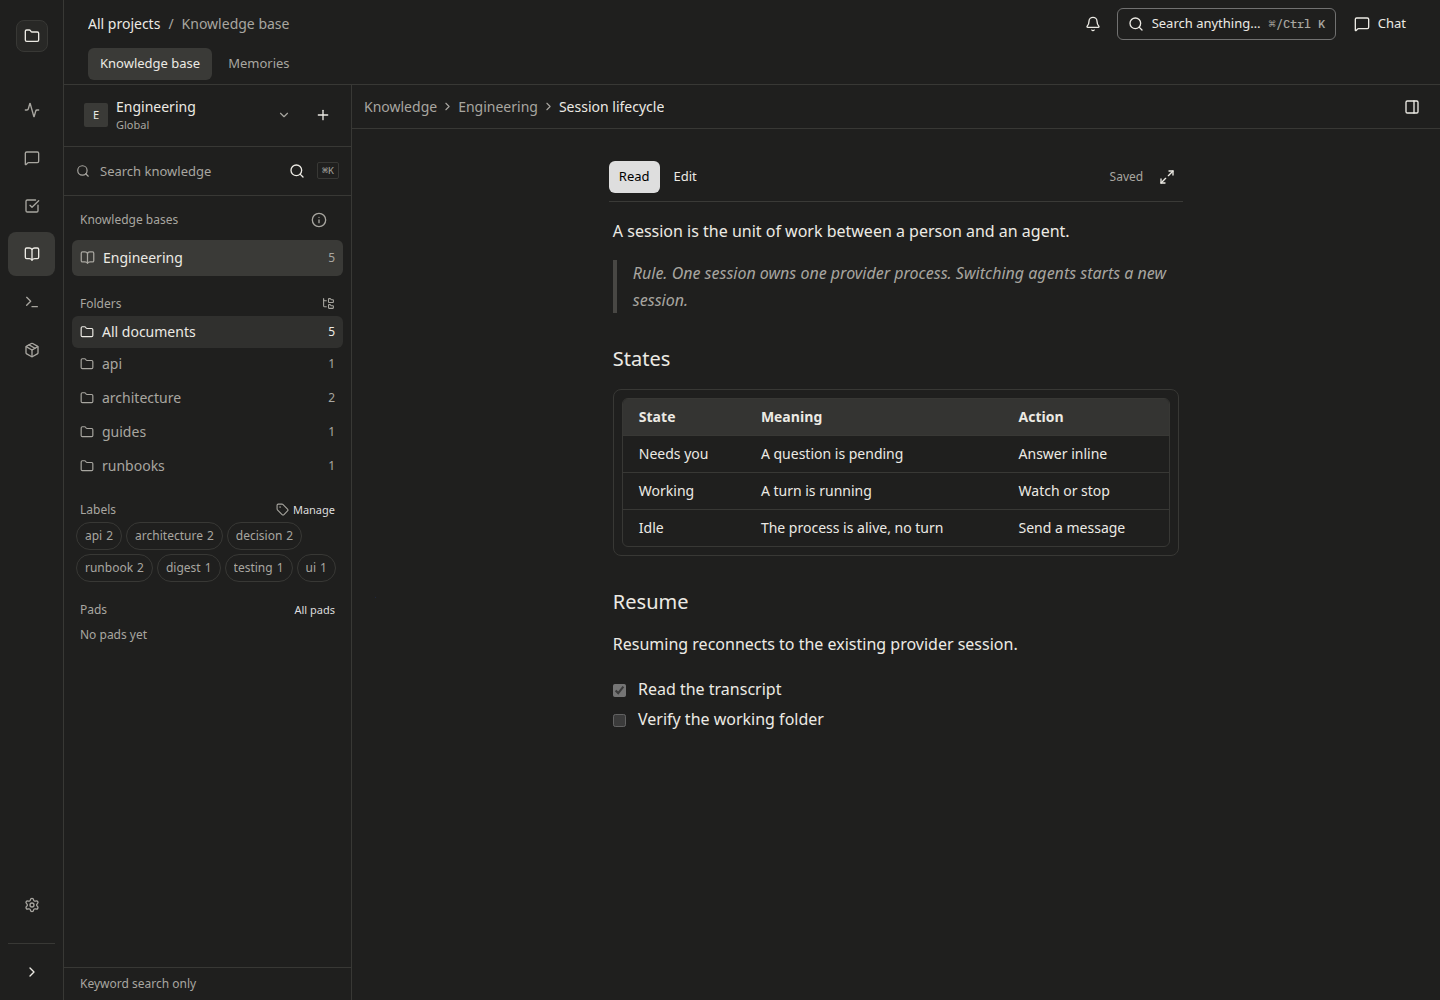 All projects / Knowledge base
Search anything... ⌘/Ctrl K
Chat
Knowledge base
Memories
E
Engineering
Global
Search knowledge
⌘K
Knowledge bases
Engineering 5
Folders
All documents 5
api 1
architecture 2
guides 1
runbooks 1
Labels
Manage
api 2 architecture 2 decision 2
runbook 2 digest 1 testing 1 ui 1
Pads
All pads
No pads yet
Keyword search only
Knowledge > Engineering > Session lifecycle
Read
Edit
Saved
A session is the unit of work between a person and an agent.
Rule. One session owns one provider process. Switching agents starts a new
session.
States
State Meaning Action
Needs you A question is pending Answer inline
Working A turn is running Watch or stop
Idle The process is alive, no turn Send a message
Resume
Resuming reconnects to the existing provider session.
Read the transcript
Verify the working folder